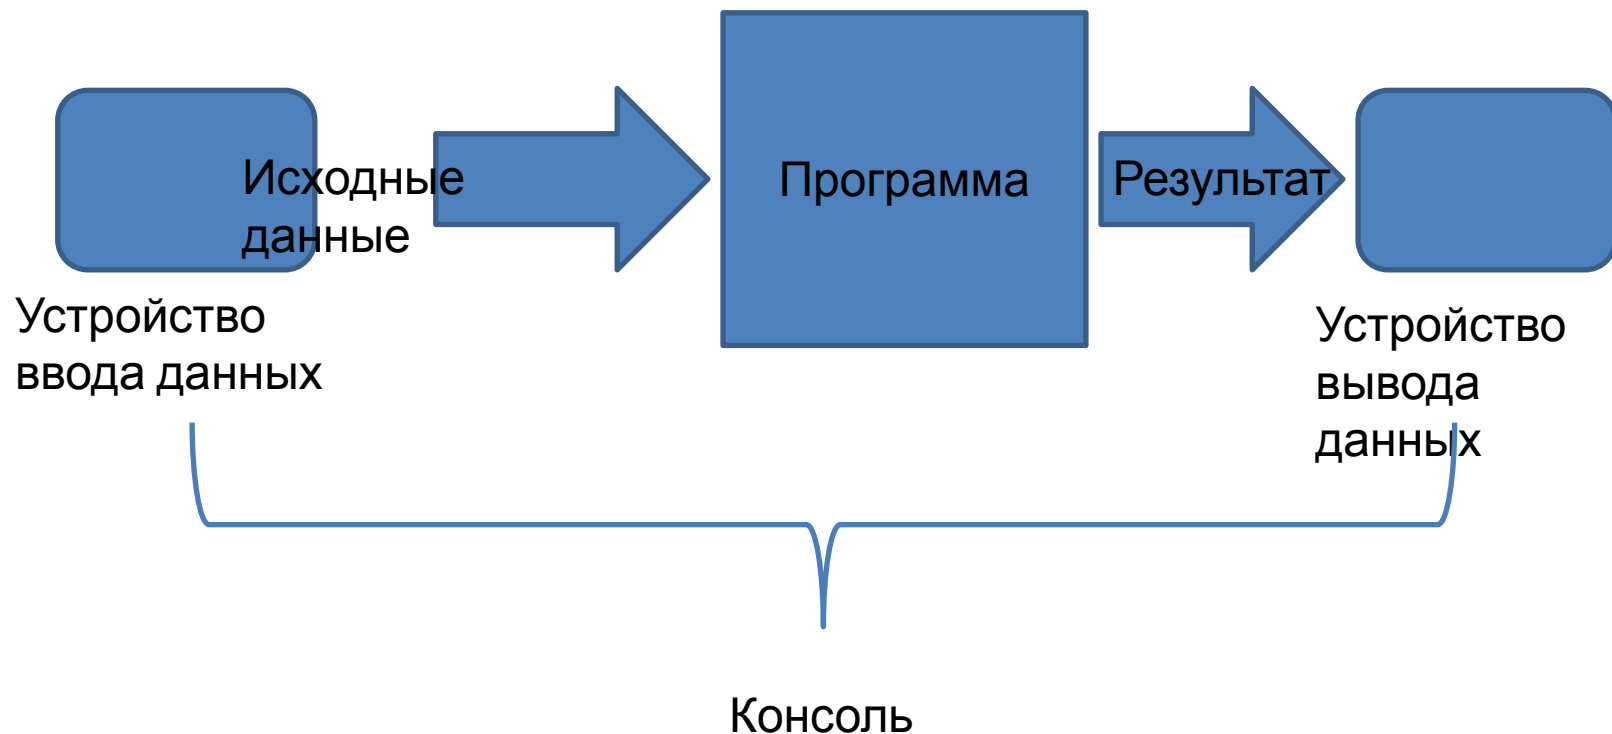 Исходные
данные
Программа
Результат
Устройство
ввода данных
Устройство
вывода
данных
Консоль